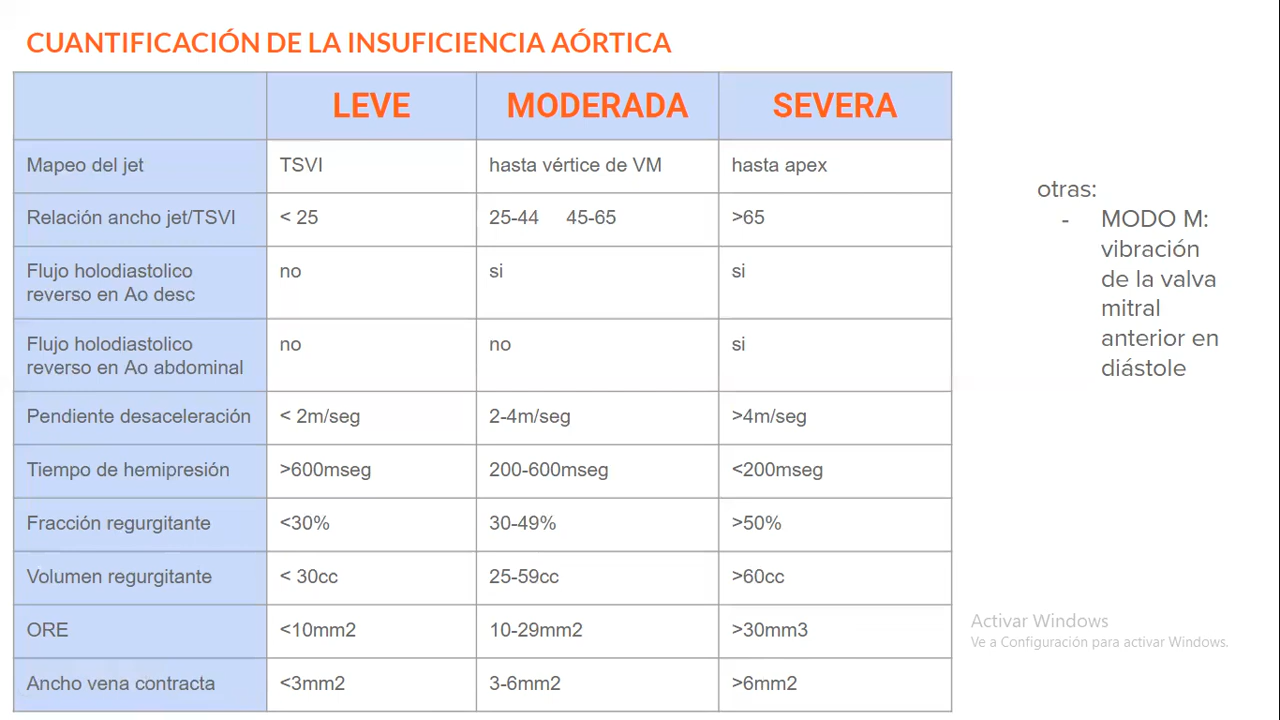 CUANTIFICACIÓN DE LA INSUFICIENCIA AÓRTICA
LEVE MODERADA SEVERA
Mapeo del jet TSVI hasta vértice de VM hasta apex
Relación ancho jet/TSVI < 25 25-44 45-65 >65
Flujo holodiastolico no si si
reverso en Ao desc
Flujo holodiastolico no no si
reverso en Ao abdominal
Pendiente desaceleración < 2m/seg 2-4m/seg >4m/seg
Tiempo de hemipresión >600mseg 200-600mseg <200mseg
Fracción regurgitante <30% 30-49% >50%
Volumen regurgitante < 30cc 25-59cc >60cc
ORE <10mm2 10-29mm2 >30mm3
Ancho vena contracta <3mm2 3-6mm2 >6mm2
otras:
- MODO M:
vibración
de la valva
mitral
anterior en
diástole
Activar Windows
Ve a Configuración para activar Windows.